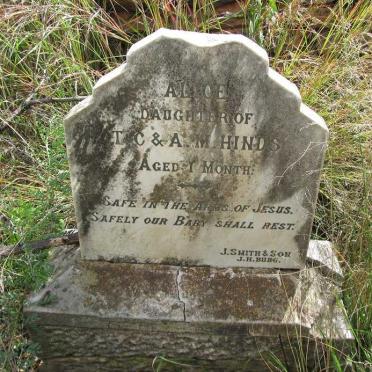 ALICE
DAUGHTER OF
T. C & A. M. HINDS
AGED 1 MONTH.
SAFE IN THE ARMS OF JESUS.
SAFELY OUR BABY SHALL REST.
J. SMITH & SON
J.H. BURG.